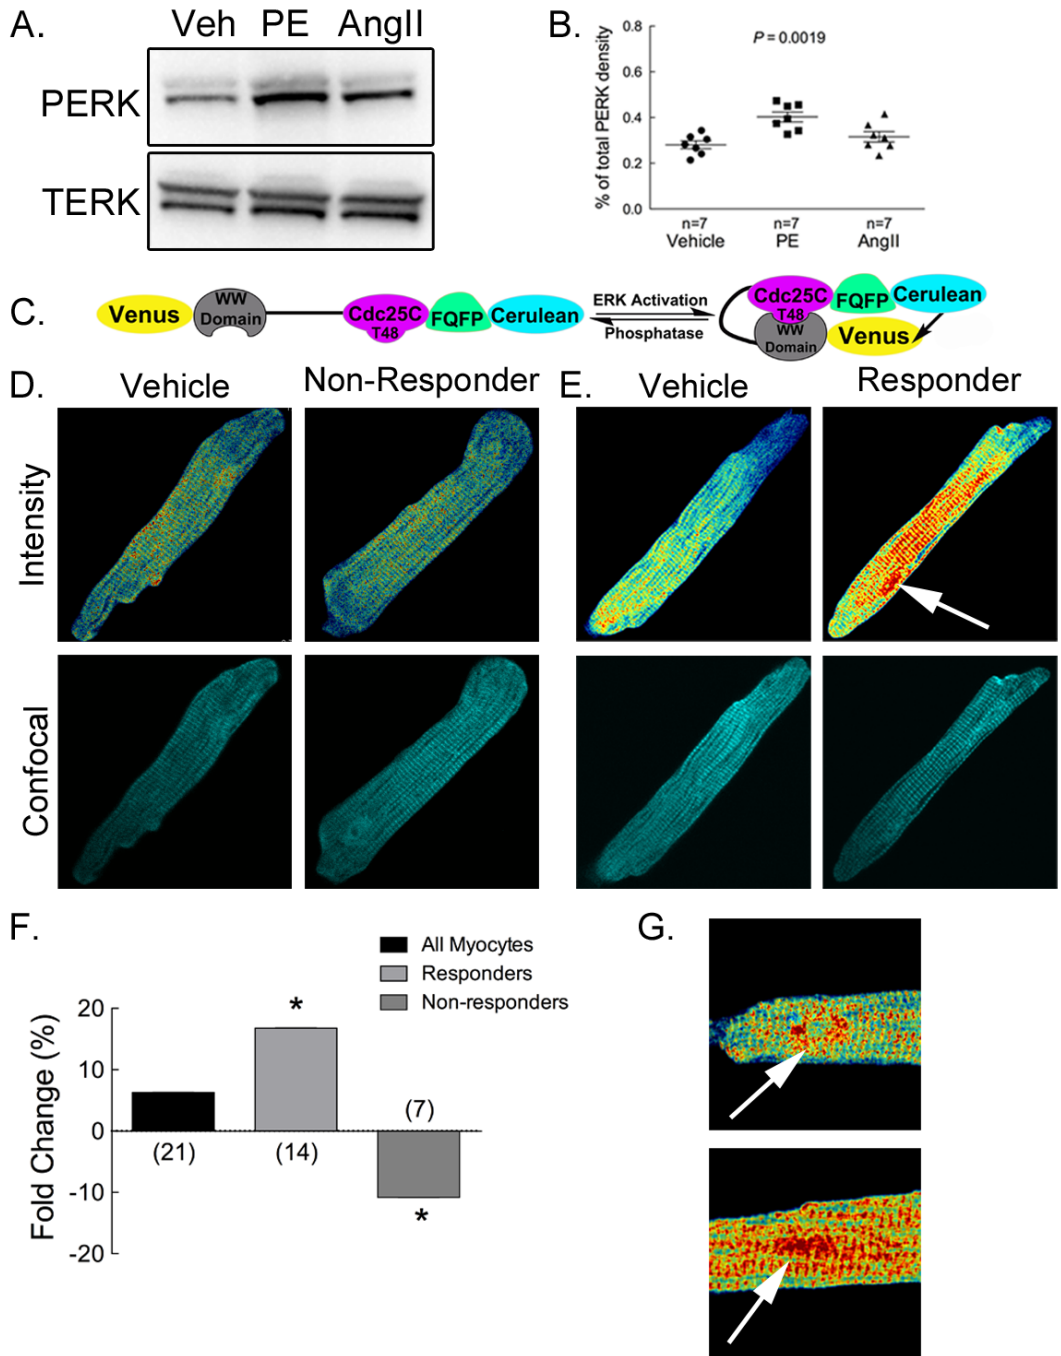 A.
Veh PE AngII
PERK
TERK
B.
P = 0.0019
% of total PERK density
0.8
0.6
0.4
0.2
0.0
n=7 n=7 n=7
Vehicle PE AngII
C.
Venus
WW
Domain
Cdc25C
T48
FQFP
Cerulean
ERK Activation
Phosphatase
Cdc25C
T48
FQFP
Cerulean
WW
Domain
Venus
D.
Vehicle Non-Responder
E.
Vehicle Responder
Intensity
Confocal
F.
All Myocytes
Responders
Non-responders
Fold Change (%)
20
10
0
-10
-20
*
(7)
(21) (14)
*
G.